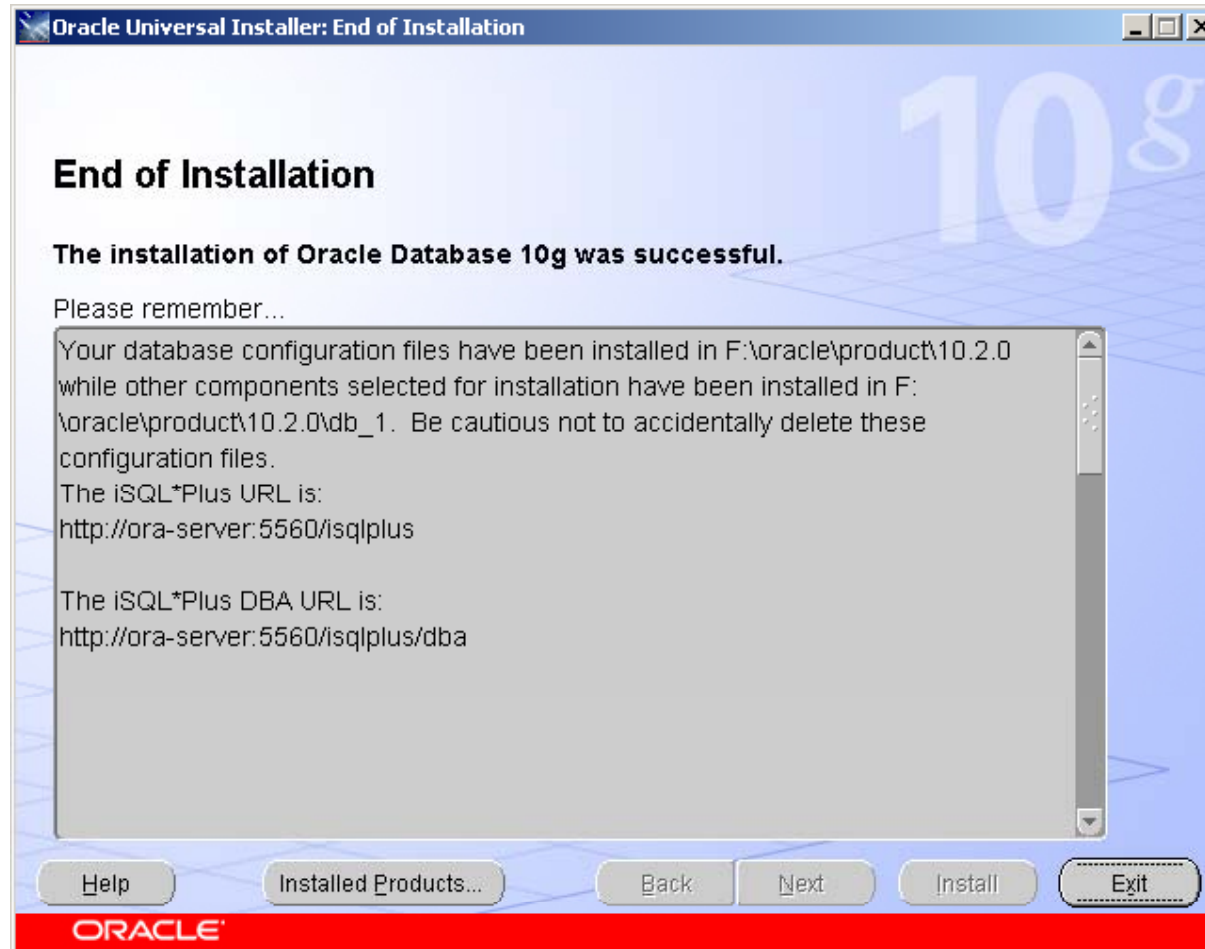 Oracle Universal Installer: End of Installation
10g
End of Installation
The installation of Oracle Database 10g was successful.
Please remember...
Your database configuration files have been installed in F:\oracle\product\10.2.0
while other components selected for installation have been installed in F:
\oracle\product\10.2.0\db_1.  Be cautious not to accidentally delete these
configuration files.
The iSQL*Plus URL is:
http://ora-server:5560/isqlplus
The iSQL*Plus DBA URL is:
http://ora-server:5560/isqlplus/dba
Help Installed Products... Back Next Install Exit
ORACLE